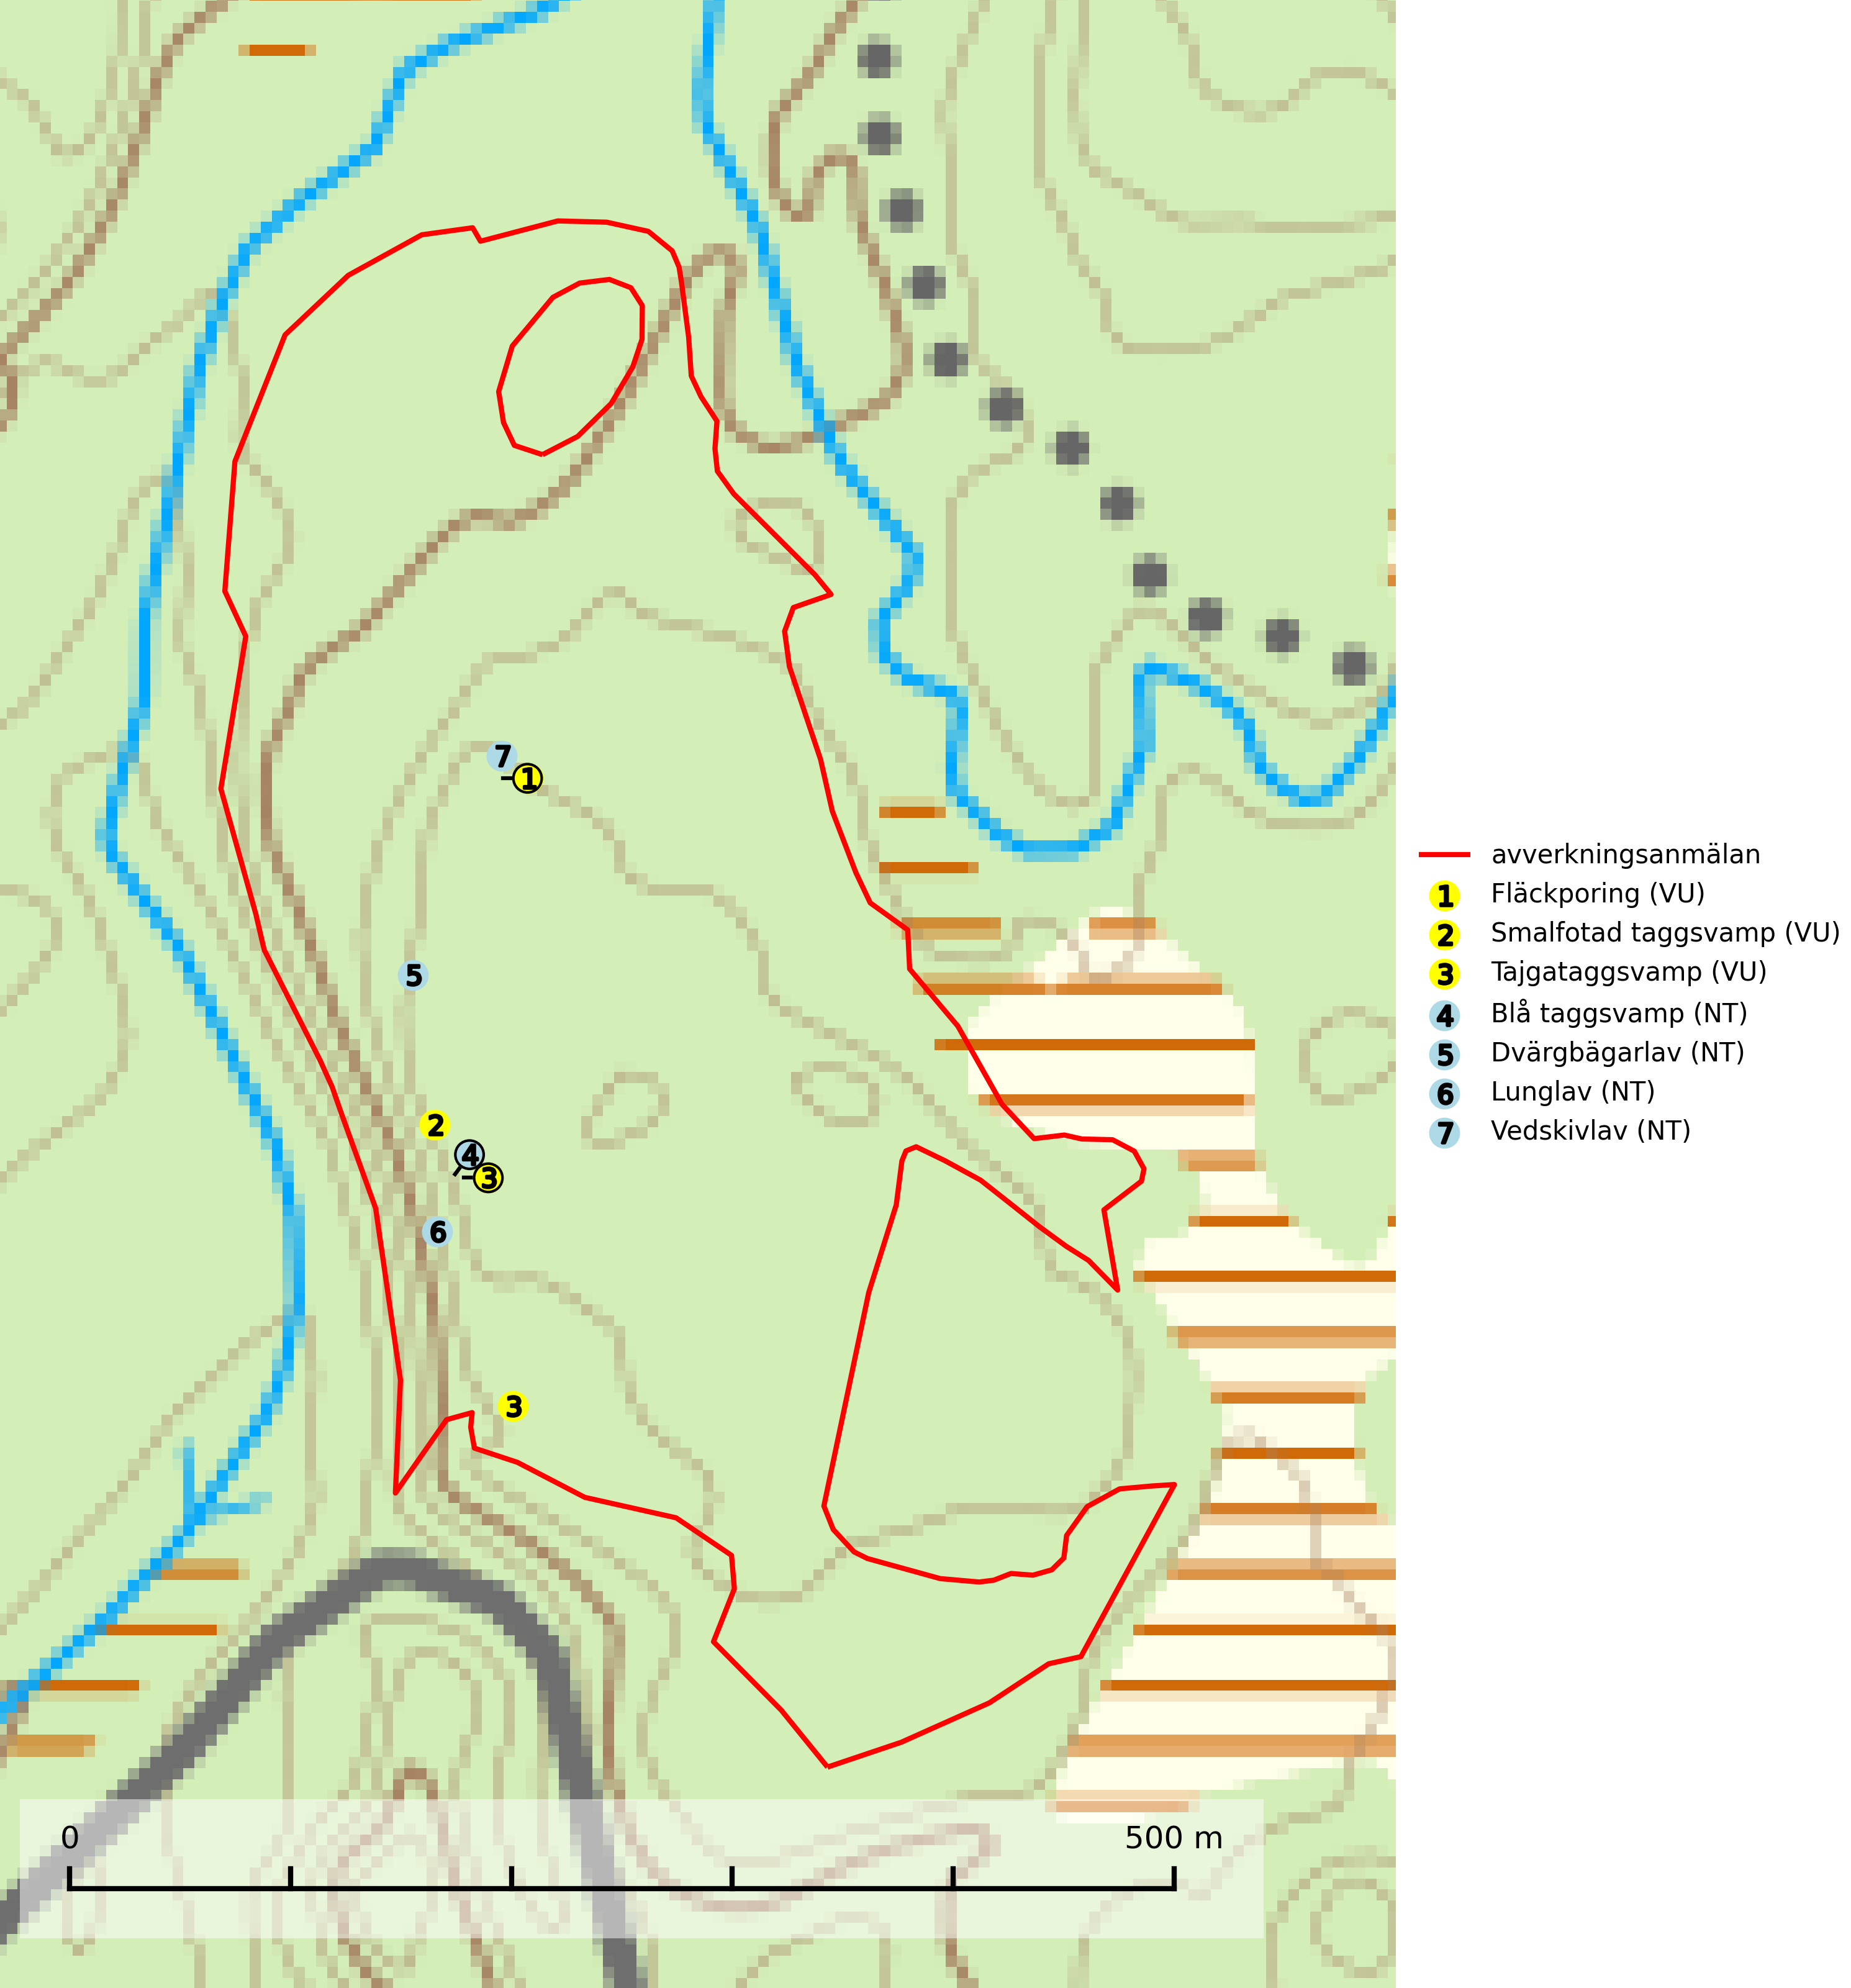 7
1
5
2
4
3
6
3
0
500 m
avverkningsanmälan
1 Fläckporing (VU)
2 Smalfotad taggsvamp (VU)
3 Tajgataggsvamp (VU)
4 Blå taggsvamp (NT)
5 Dvärgbägarlav (NT)
6 Lunglav (NT)
7 Vedskivlav (NT)